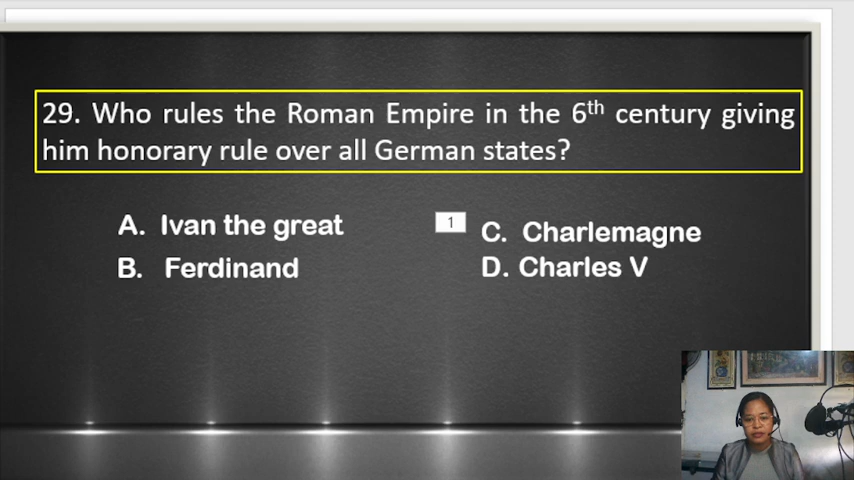 29. Who rules the Roman Empire in the 6th century giving
him honorary rule over all German states?
A. Ivan the great
B. Ferdinand
1
C. Charlemagne
D. Charles V